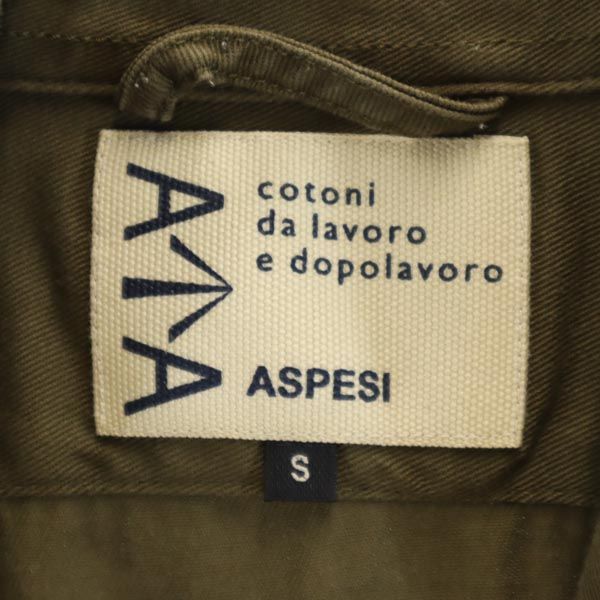 cotoni
da lavoro
e dopolavoro
ASPESI
S